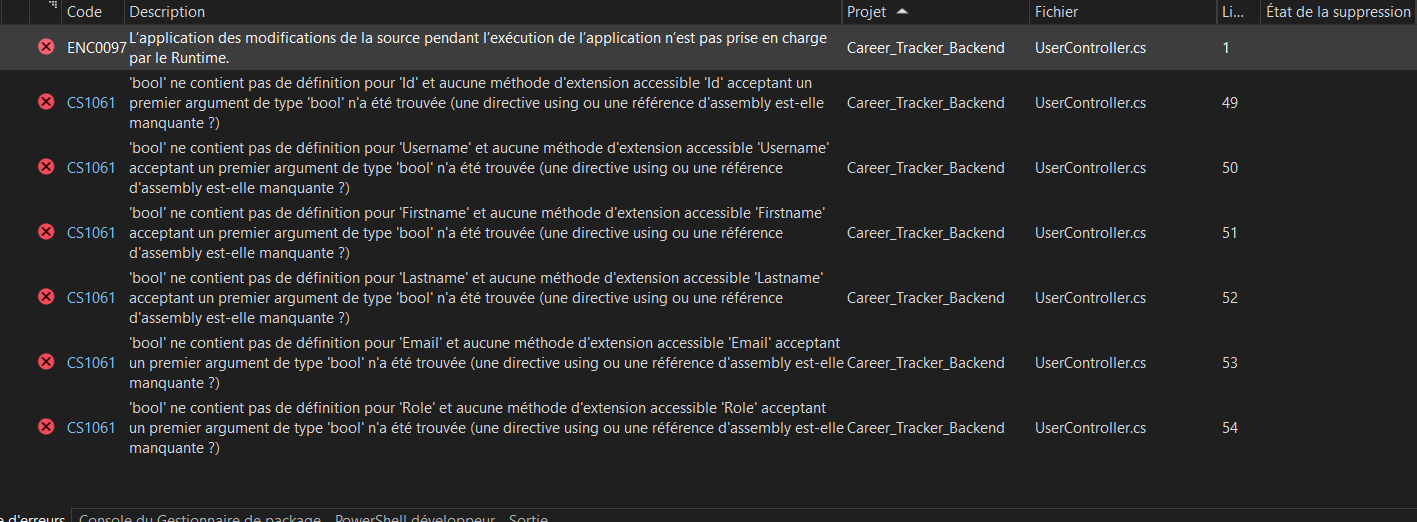 Code Description Projet Fichier Li... État de la suppression
ENC0097 L'application des modifications de la source pendant l'exécution de l'application n'est pas prise en charge par le Runtime. Career_Tracker_Backend UserController.cs 1
'bool' ne contient pas de définition pour 'Id' et aucune méthode d'extension accessible 'Id' acceptant un
CS1061 premier argument de type 'bool' n'a été trouvée (une directive using ou une référence d'assembly est-elle Career_Tracker_Backend UserController.cs 49
manquante ?)
'bool' ne contient pas de définition pour 'Username' et aucune méthode d'extension accessible 'Username'
CS1061 acceptant un premier argument de type 'bool' n'a été trouvée (une directive using ou une référence Career_Tracker_Backend UserController.cs 50
d'assembly est-elle manquante ?)
'bool' ne contient pas de définition pour 'Firstname' et aucune méthode d'extension accessible 'Firstname'
CS1061 acceptant un premier argument de type 'bool' n'a été trouvée (une directive using ou une référence Career_Tracker_Backend UserController.cs 51
d'assembly est-elle manquante ?)
'bool' ne contient pas de définition pour 'Lastname' et aucune méthode d'extension accessible 'Lastname'
CS1061 acceptant un premier argument de type 'bool' n'a été trouvée (une directive using ou une référence Career_Tracker_Backend UserController.cs 52
d'assembly est-elle manquante ?)
'bool' ne contient pas de définition pour 'Email' et aucune méthode d'extension accessible 'Email' acceptant
CS1061 un premier argument de type 'bool' n'a été trouvée (une directive using ou une référence d'assembly est-elle Career_Tracker_Backend UserController.cs 53
manquante ?)
'bool' ne contient pas de définition pour 'Role' et aucune méthode d'extension accessible 'Role' acceptant
CS1061 un premier argument de type 'bool' n'a été trouvée (une directive using ou une référence d'assembly est-elle Career_Tracker_Backend UserController.cs 54
manquante ?)
e d'erreurs Console du Gestionnaire de package PowerShell développeur Sortie